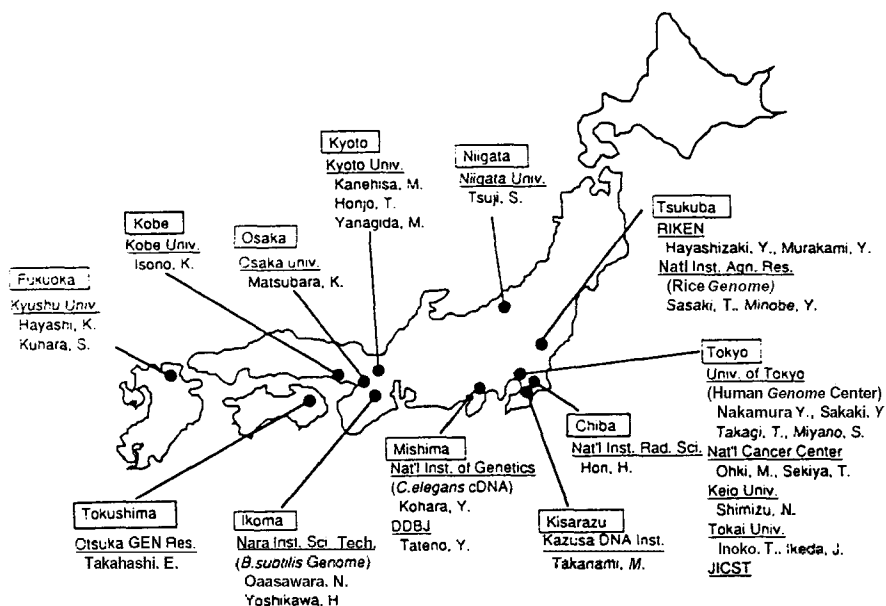 Kyoto
Kyoto Univ.
Kanehisa, M.
Honjo, T.
Yanagida, M.
Niigata
Niigata Univ.
Tsuji, S.
Tsukuba
RIKEN
Hayashizaki, Y., Murakami, Y.
Nat'l Inst. Agn. Res.
(Rice Genome)
Sasaki, T., Minobe, Y.
Kobe
Kobe Univ.
Isono, K.
Osaka
Osaka univ.
Matsubara, K.
Fukuoka
Kyushu Univ.
Hayashi, K.
Kuhara, S.
Tokyo
Univ. of Tokyo
(Human Genome Center)
Nakamura Y., Sakaki, Y
Takagi, T., Miyano, S.
Nat'l Cancer Center
Ohki, M., Sekiya, T.
Keio Univ.
Shimizu, N.
Tokai Univ.
Inoko, T., Ikeda, J.
JICST
Chiba
Nat'l Inst. Rad. Sci.
Hori, H.
Mishima
Nat'l Inst. of Genetics
(C.elegans cDNA)
Kohara, Y.
DDBJ
Tateno, Y.
Kisarazu
Kazusa DNA Inst.
Takanami, M.
Tokushima
Otsuka GEN Res.
Takahashi, E.
Ikoma
Nara Inst. Sci. Tech.
(B.subtilis Genome)
Oaasawara, N.
Yoshikawa, H